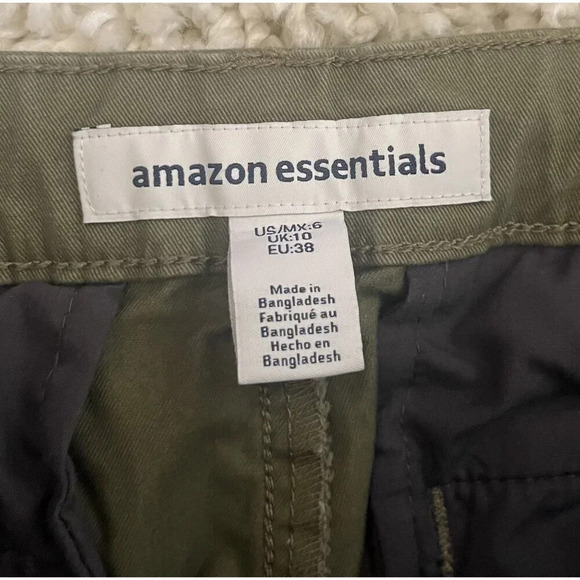 amazon essentials
US/MX:6
UK:10
EU:38
Made in
Bangladesh
Fabriqué au
Bangladesh
Hecho en
Bangladesh